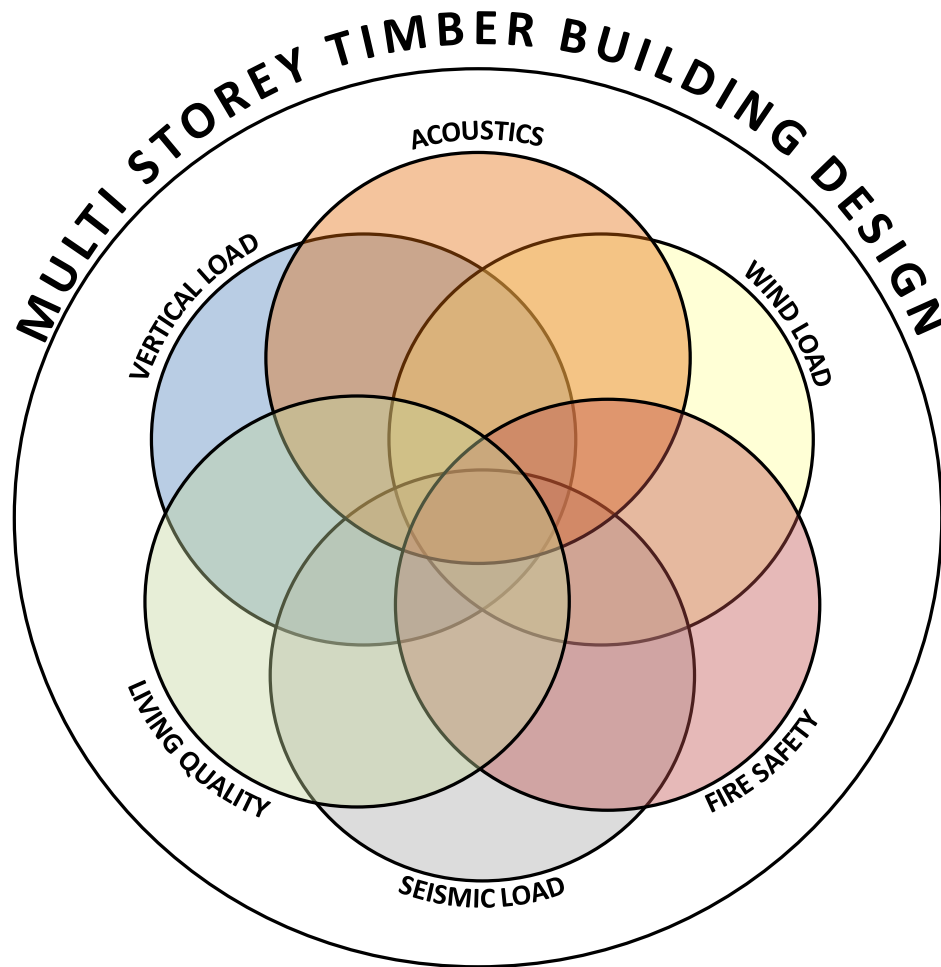 MULTI STOREY TIMBER BUILDING DESIGN
ACOUSTICS
VERTICAL LOAD
WIND LOAD
LIVING QUALITY
FIRE SAFETY
SEISMIC LOAD